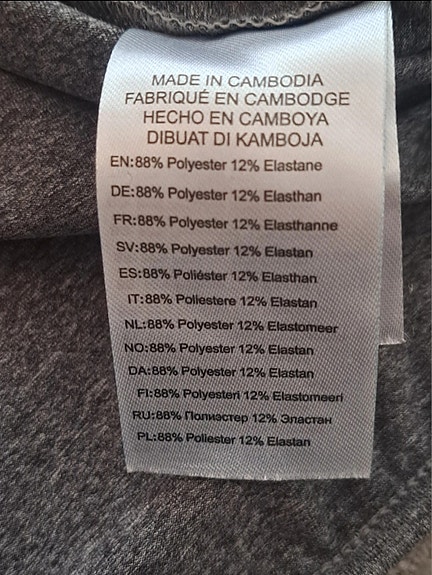 MADE IN CAMBODIA
FABRIQUÉ EN CAMBODGE
HECHO EN CAMBOYA
DIBUAT DI KAMBOJA
EN:88% Polyester 12% Elastane
DE:88% Polyester 12% Elasthan
FR:88% Polyester 12% Elasthanne
SV:88% Polyester 12% Elastan
ES:88% Poliéster 12% Elasthan
IT:88% Poliestere 12% Elastan
NL:88% Polyester 12% Elastomeer
NO:88% Polyester 12% Elastan
DA:88% Polyester 12% Elastan
FI:88% Polyesteri 12% Elastomeeri
RU:88% Полиэстер 12% Эластан
PL:88% Poliester 12% Elastan